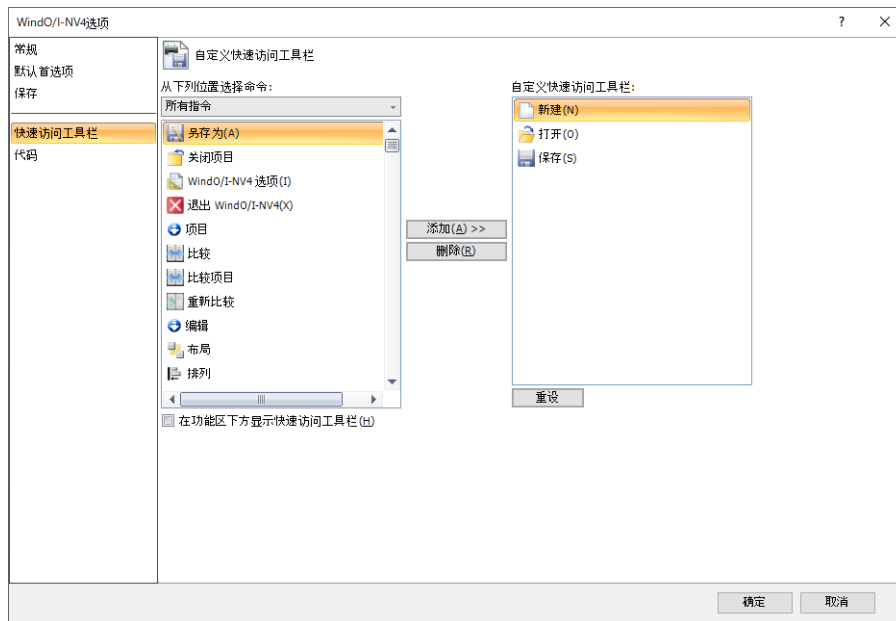 WindO/I-NV4选项
常规
默认首选项
保存
快速访问工具栏
代码
自定义快速访问工具栏
从下列位置选择命令:
所有指令
另存为(A)
关闭项目
WindO/I-NV4 选项(I)
退出 WindO/I-NV4(X)
项目
比较
比较项目
重新比较
编辑
布局
排列
在功能区下方显示快速访问工具栏(H)
添加(A) >>
删除(R)
自定义快速访问工具栏:
新建(N)
打开(O)
保存(S)
重设
确定
取消